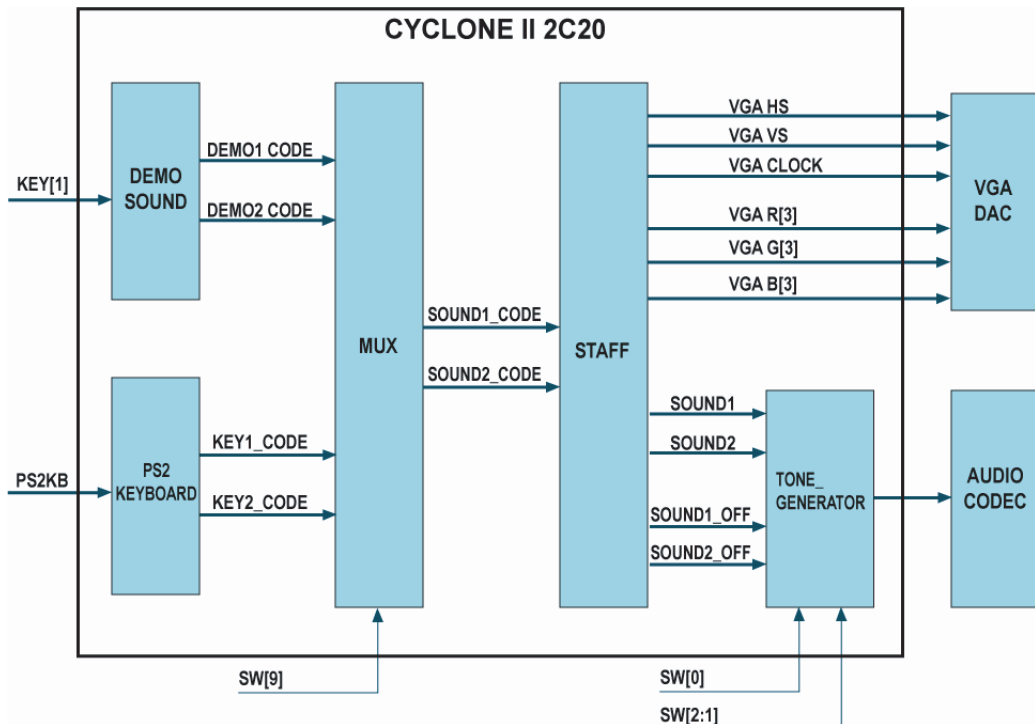 CYCLONE II 2C20
KEY[1]
DEMO
SOUND
DEMO1 CODE
DEMO2 CODE
PS2KB
PS2
KEYBOARD
KEY1_CODE
KEY2_CODE
MUX
SW[9]
SOUND1_CODE
SOUND2_CODE
STAFF
VGA HS
VGA VS
VGA CLOCK
VGA R[3]
VGA G[3]
VGA B[3]
VGA
DAC
SOUND1
SOUND2
SOUND1_OFF
SOUND2_OFF
TONE_
GENERATOR
AUDIO
CODEC
SW[0]
SW[2:1]